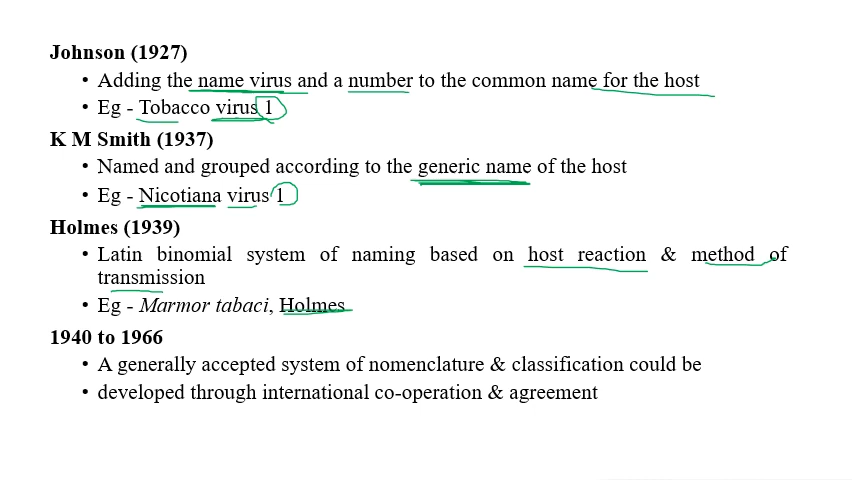 Johnson (1927)
• Adding the name virus and a number to the common name for the host
• Eg - Tobacco virus 1
K M Smith (1937)
• Named and grouped according to the generic name of the host
• Eg - Nicotiana virus 1
Holmes (1939)
• Latin binomial system of naming based on host reaction & method of
transmission
• Eg - Marmor tabaci, Holmes
1940 to 1966
• A generally accepted system of nomenclature & classification could be
• developed through international co-operation & agreement